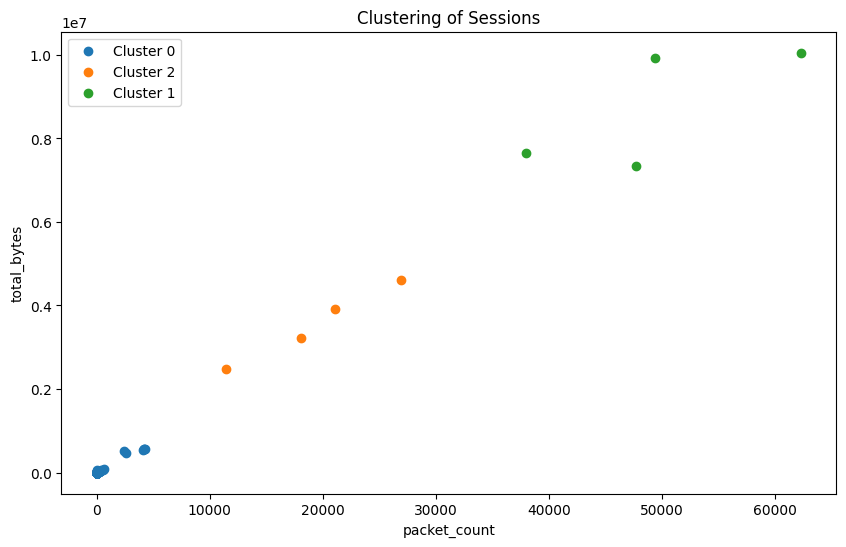 Clustering of Sessions
1e7
Cluster 0
Cluster 2
Cluster 1
1.0
0.8
0.6
0.4
0.2
0.0
total_bytes
0 10000 20000 30000 40000 50000 60000
packet_count